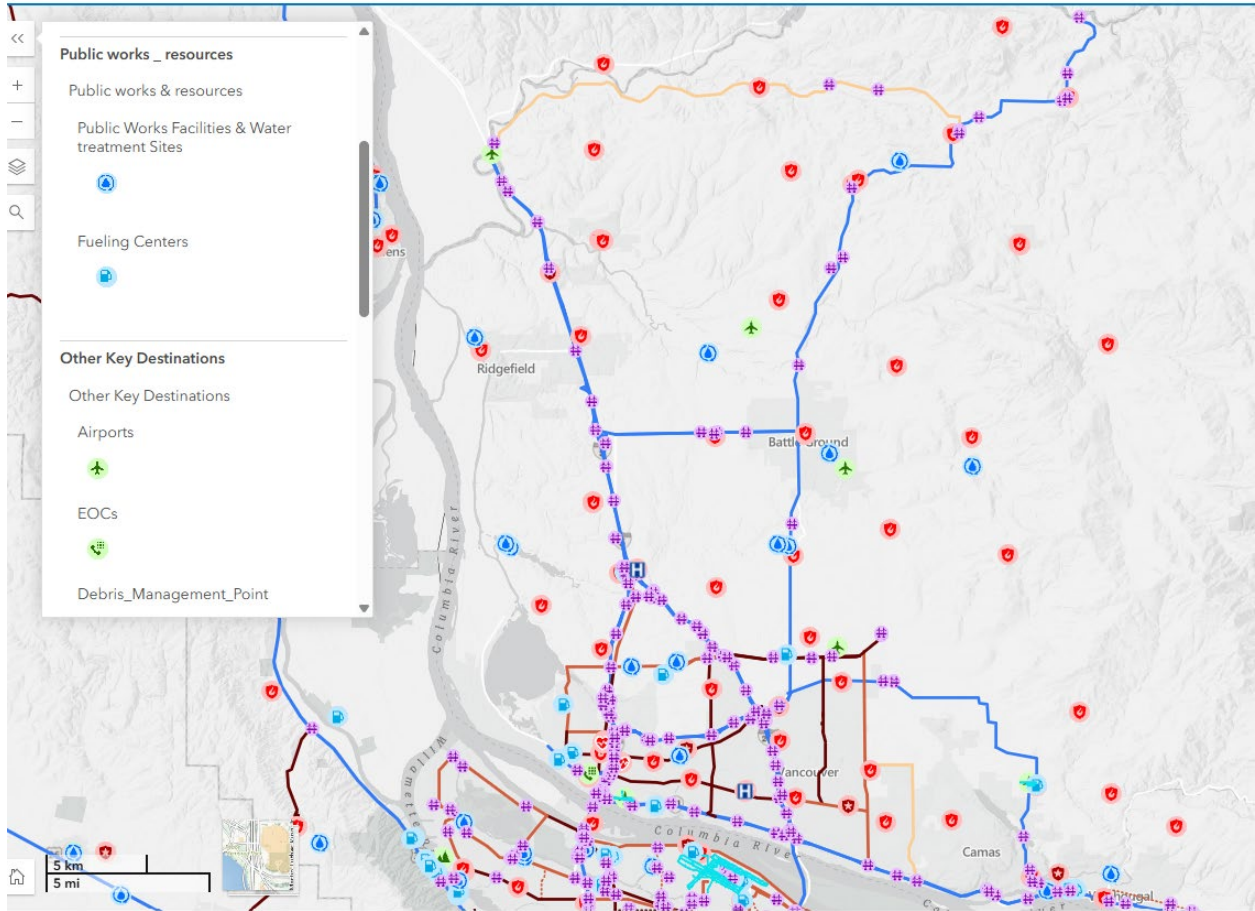 Public works _ resources
Public works & resources
Public Works Facilities & Water
treatment Sites
Fueling Centers
Other Key Destinations
Other Key Destinations
Airports
EOCs
Debris_Management_Point
ens
Ridgefield
Battle Ground
Columbia River
Vancouver
Columbia River
Camas
5 km
5 mi